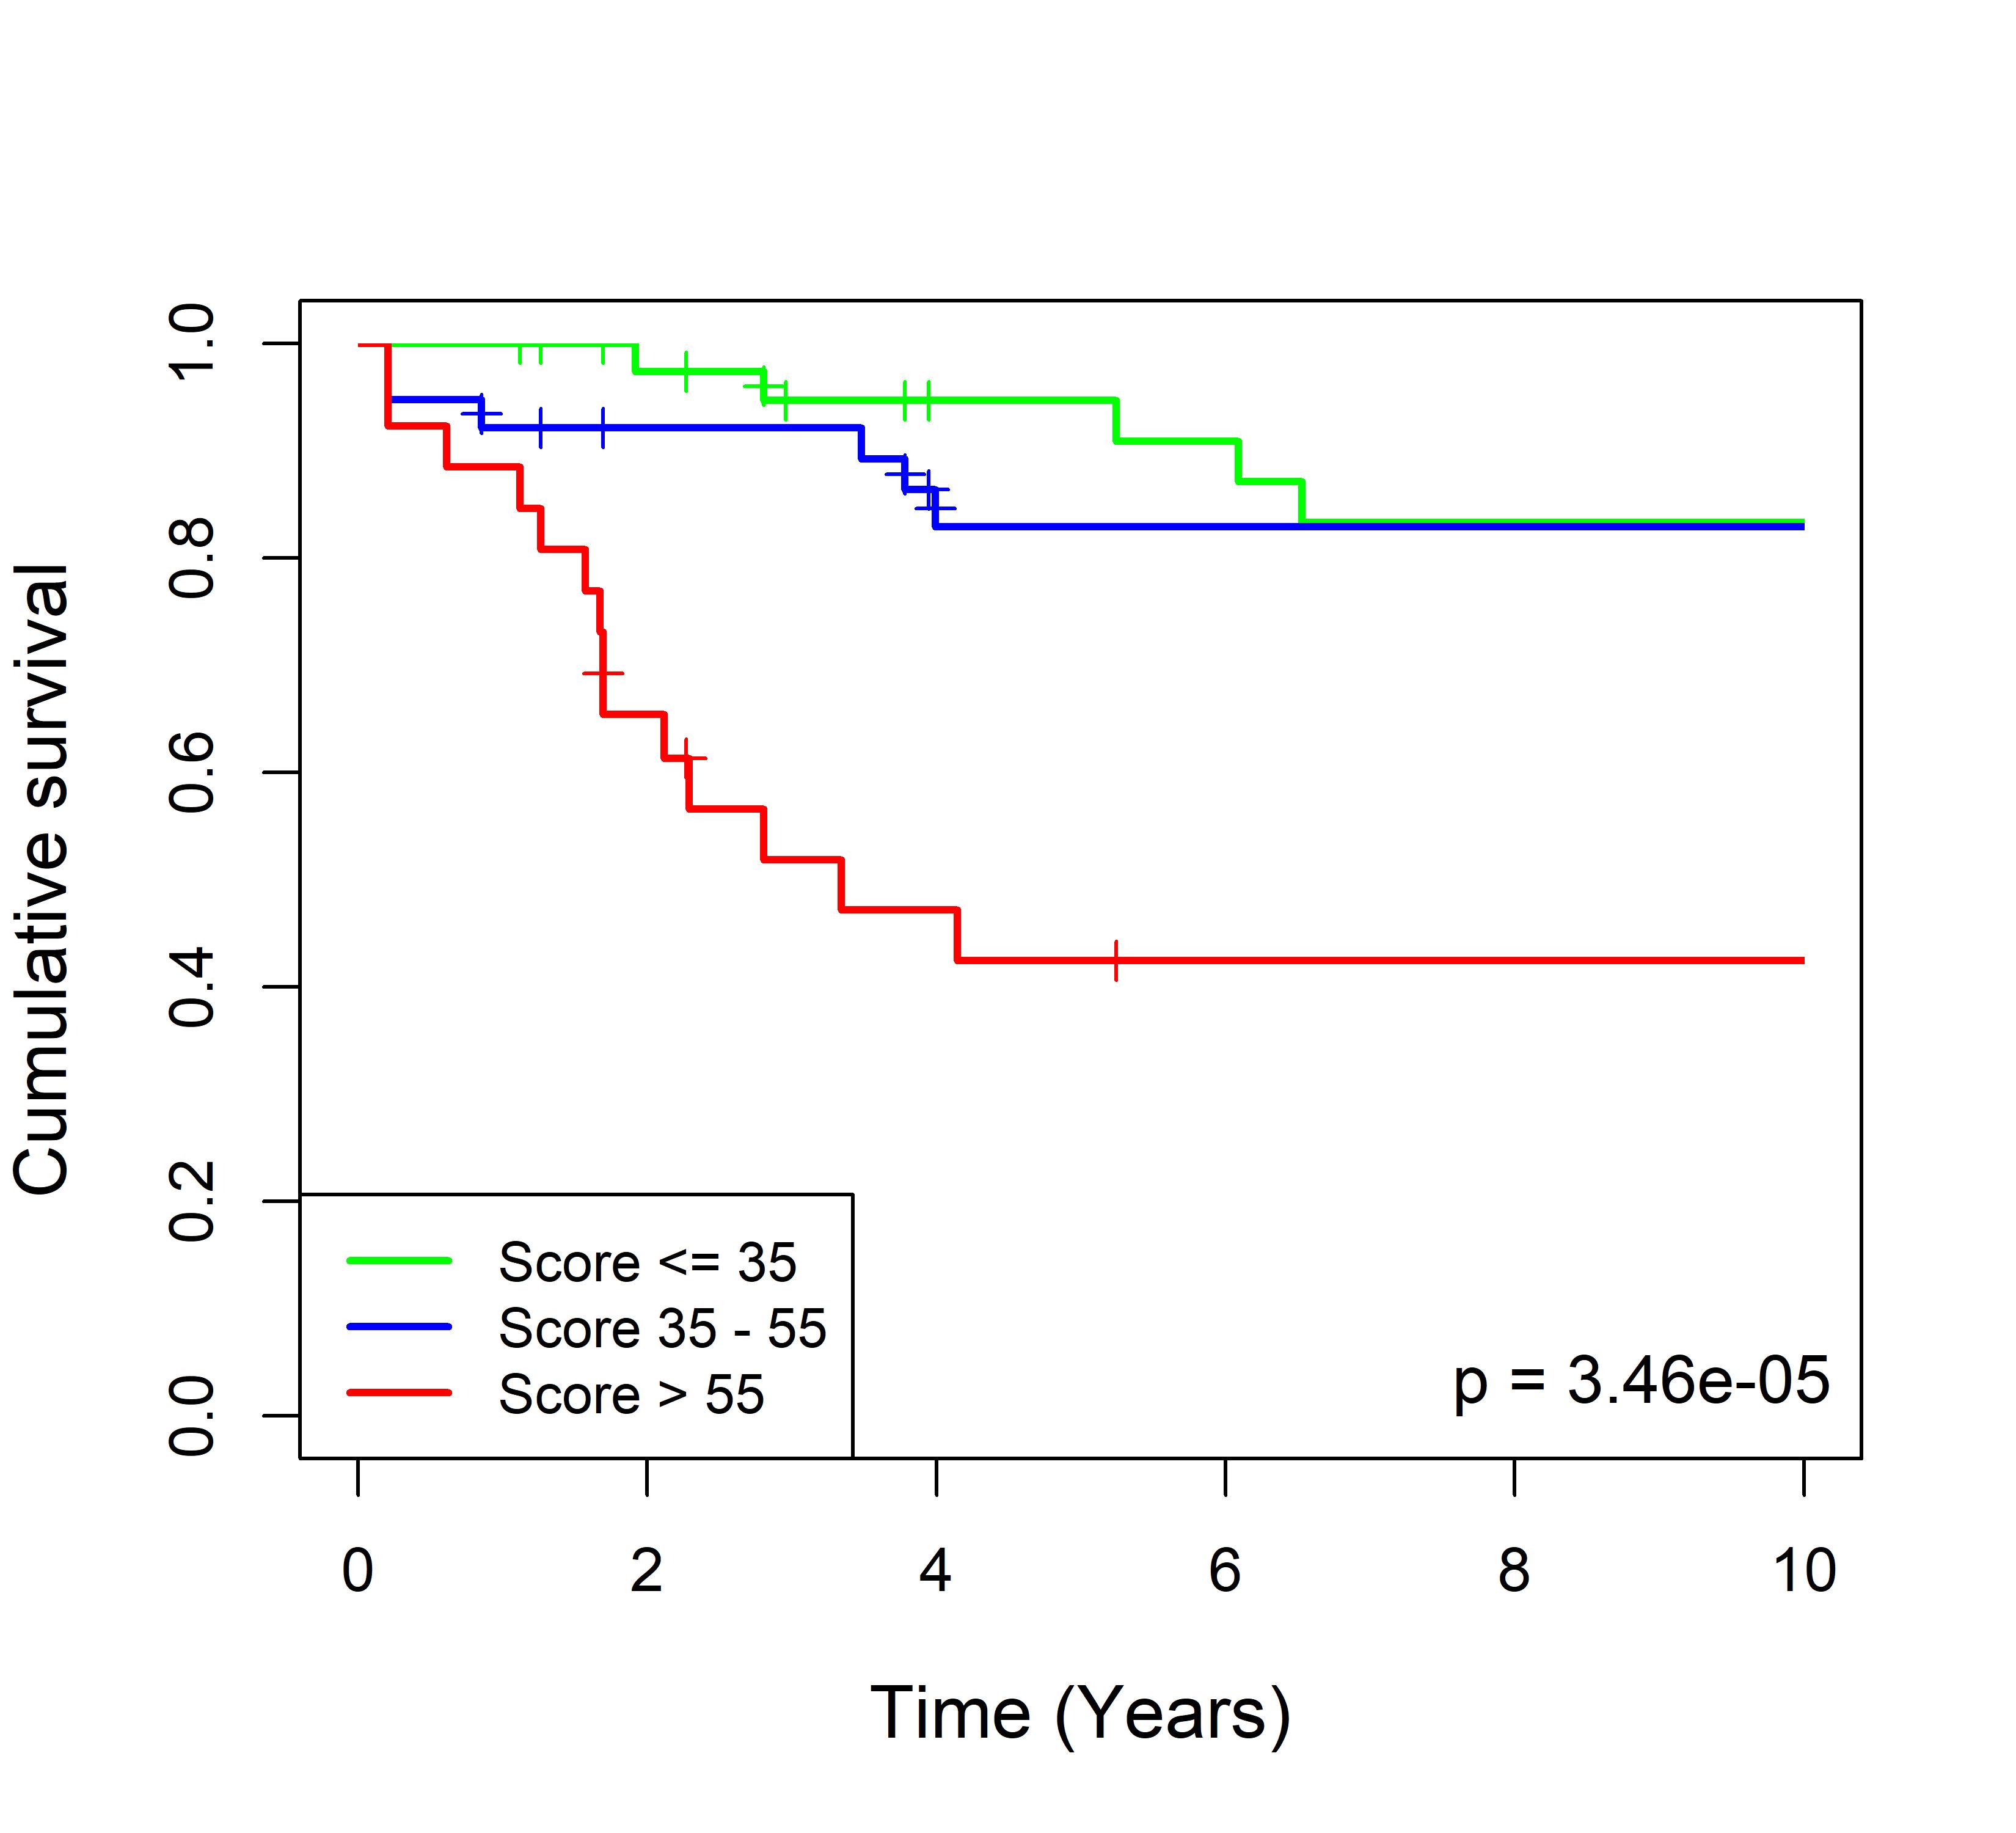 Cumulative survival
1.0
0.8
0.6
0.4
0.2
0.0
Score <= 35
Score 35 - 55
Score > 55
p = 3.46e-05
0 2 4 6 8 10
Time (Years)